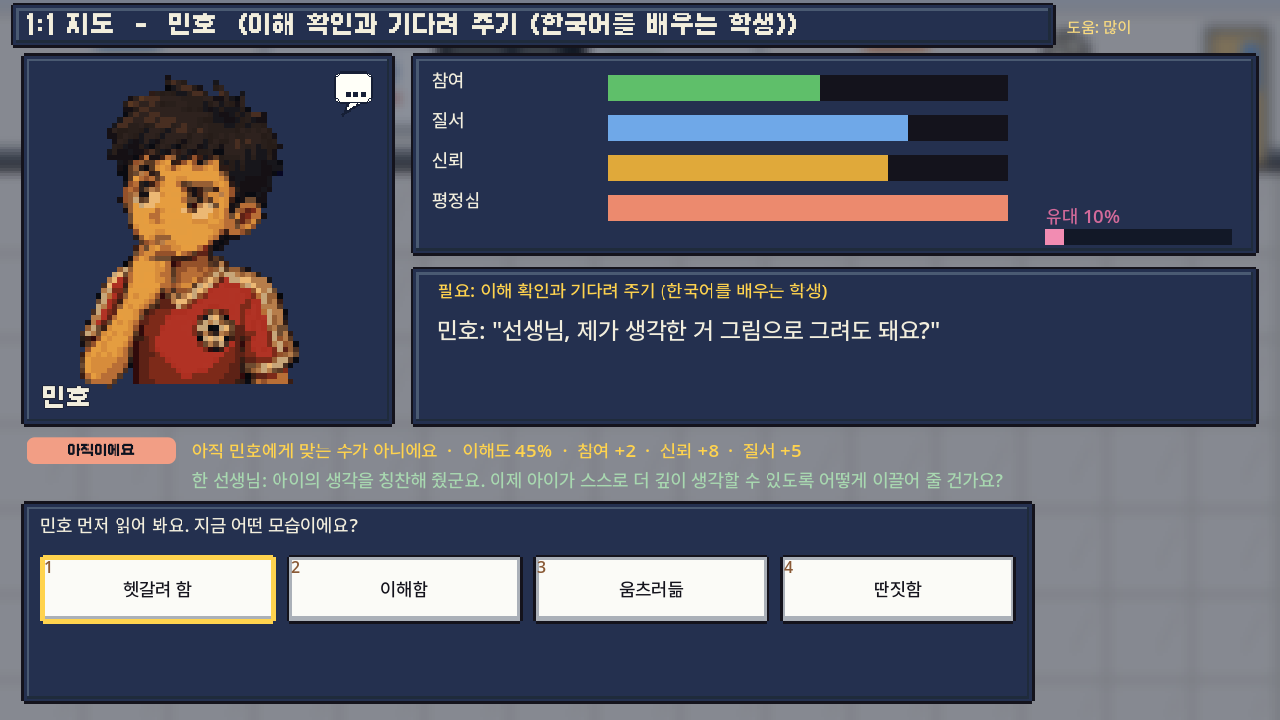 1:1 지도 - 민호 (이해 확인과 기다려 주기 (한국어를 배우는 학생))
도움: 많이
...
민호
참여
질서
신뢰
평정심
유대 10%
필요: 이해 확인과 기다려 주기 (한국어를 배우는 학생)
민호: "선생님, 제가 생각한 거 그림으로 그려도 돼요?"
아직이에요
아직 민호에게 맞는 수가 아니에요 · 이해도 45% · 참여 +2 · 신뢰 +8 · 질서 +5
한 선생님: 아이의 생각을 칭찬해 줬군요. 이제 아이가 스스로 더 깊이 생각할 수 있도록 어떻게 이끌어 줄 건가요?
민호 먼저 읽어 봐요. 지금 어떤 모습이에요?
1 헷갈려 함
2 이해함
3 움츠러듦
4 딴짓함